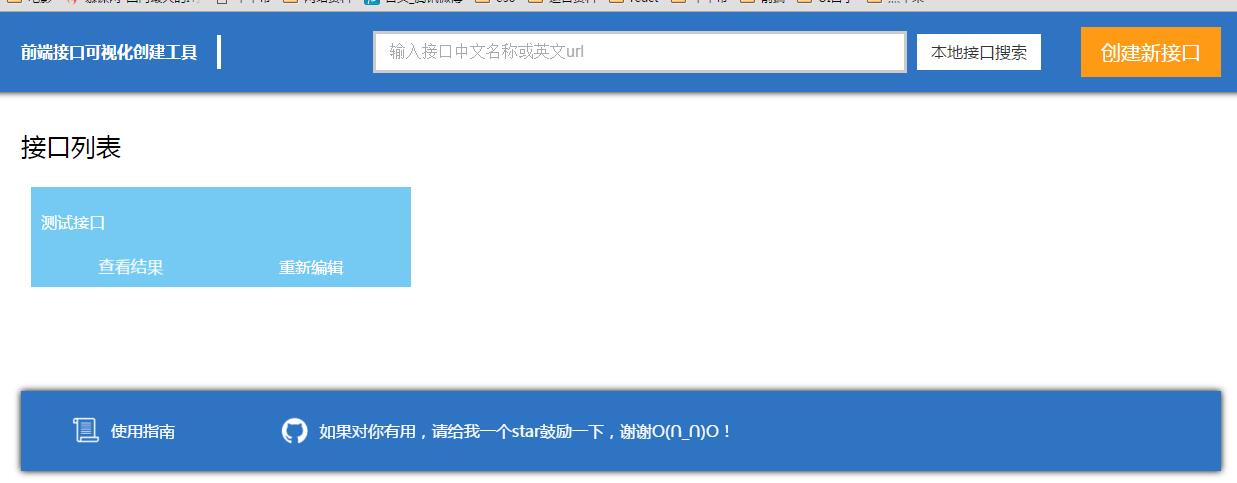 前端接口可视化创建工具
输入接口中文名称或英文url
本地接口搜索
创建新接口
接口列表
测试接口
查看结果
重新编辑
使用指南
如果对你有用，请给我一个star鼓励一下，谢谢O(∩_∩)O！